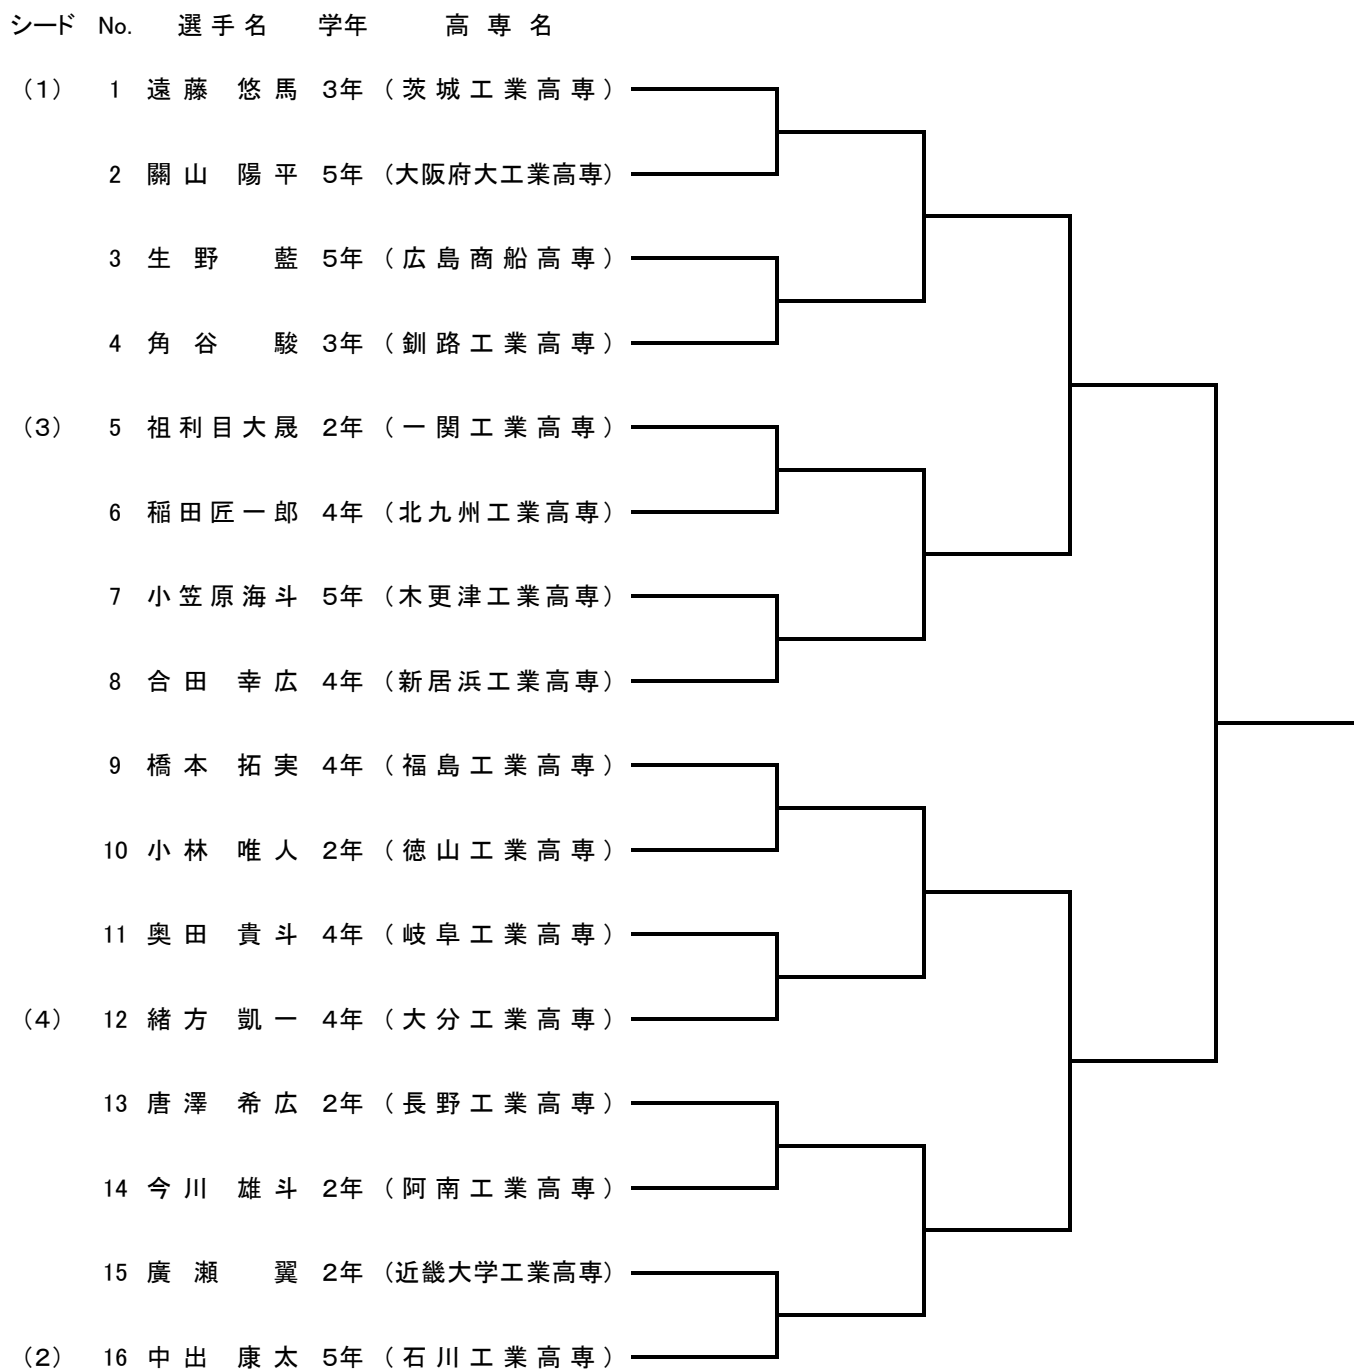 シード No. 選手名 学年 高専名
(1) 1 遠藤 悠馬 3年 (茨城工業高専)
2 關山 陽平 5年 (大阪府大工業高専)
3 生野 藍 5年 (広島商船高専)
4 角谷 駿 3年 (釧路工業高専)
(3) 5 祖利目大晟 2年 (一関工業高専)
6 稲田匠一郎 4年 (北九州工業高専)
7 小笠原海斗 5年 (木更津工業高専)
8 合田 幸広 4年 (新居浜工業高専)
9 橋本 拓実 4年 (福島工業高専)
10 小林 唯人 2年 (徳山工業高専)
11 奥田 貴斗 4年 (岐阜工業高専)
(4) 12 緒方 凱一 4年 (大分工業高専)
13 唐澤 希広 2年 (長野工業高専)
14 今川 雄斗 2年 (阿南工業高専)
15 廣瀬 翼 2年 (近畿大学工業高専)
(2) 16 中出 康太 5年 (石川工業高専)